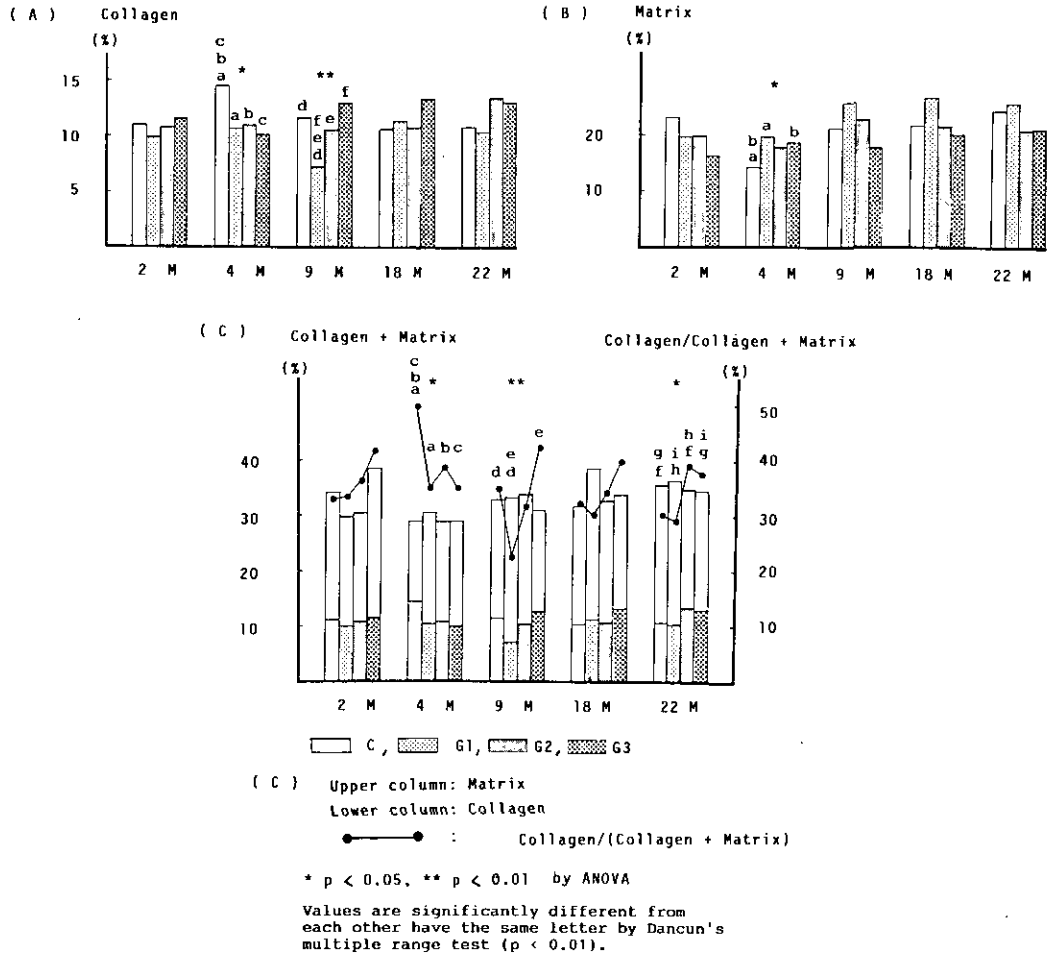 ( A ) Collagen
(%)
15
10
5
c
b
a
*
a
b
c
d
**
f
e
d
e
f
2 M 4 M 9 M 18 M 22 M
( B ) Matrix
(%)
20
10
*
b
a
a
b
2 M 4 M 9 M 18 M 22 M
( C ) Collagen + Matrix Collagen/Collagen + Matrix
(%) (%)
40
30
20
10
50
40
30
20
10
c
b
a
*
a
b
c
**
d
e
d
e
*
g
f
i
h
h
f
i
g
2 M 4 M 9 M 18 M 22 M
C , G1, G2, G3
( C ) Upper column: Matrix
Lower column: Collagen
: Collagen/(Collagen + Matrix)
* p < 0.05, ** p < 0.01 by ANOVA
Values are significantly different from
each other have the same letter by Dancun's
multiple range test (p < 0.01).